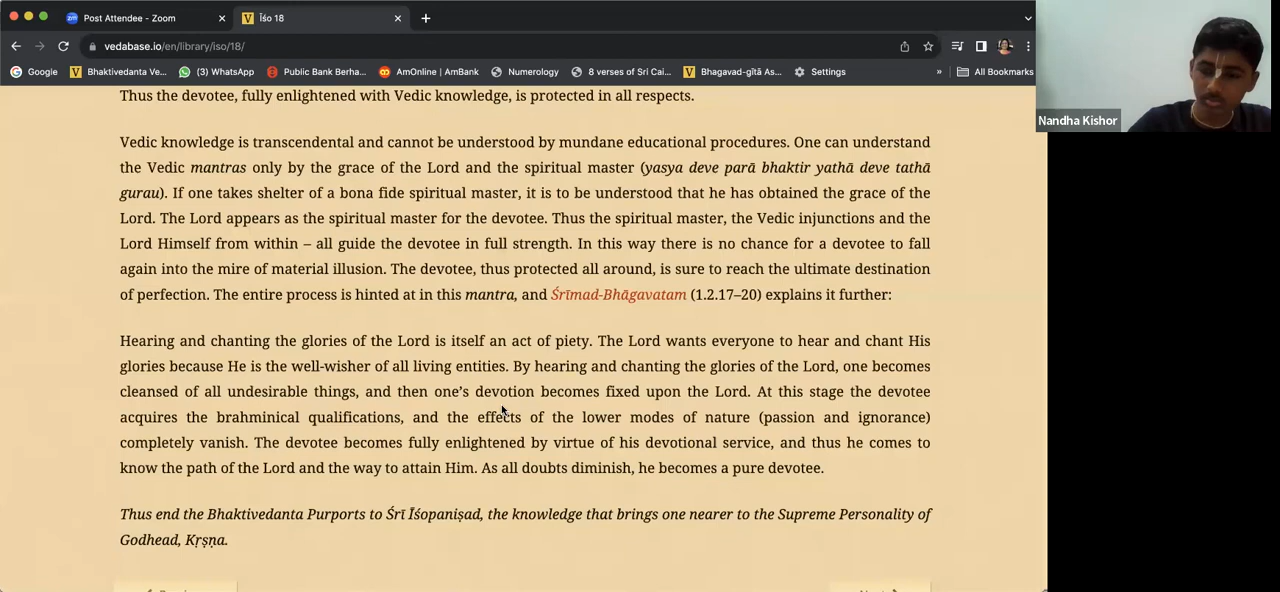 Post Attendee - Zoom
Īśo 18
vedabase.io/en/library/iso/18/
Google
Bhaktivedanta Ve...
(3) WhatsApp
Public Bank Berha...
AmOnline | AmBank
Numerology
8 verses of Sri Cai...
Bhagavad-gītā As...
Settings
»
All Bookmarks
Nandha Kishor
Thus the devotee, fully enlightened with Vedic knowledge, is protected in all respects.
Vedic knowledge is transcendental and cannot be understood by mundane educational procedures. One can understand
the Vedic mantras only by the grace of the Lord and the spiritual master (yasya deve parā bhaktir yathā deve tathā
gurau). If one takes shelter of a bona fide spiritual master, it is to be understood that he has obtained the grace of the
Lord. The Lord appears as the spiritual master for the devotee. Thus the spiritual master, the Vedic injunctions and the
Lord Himself from within – all guide the devotee in full strength. In this way there is no chance for a devotee to fall
again into the mire of material illusion. The devotee, thus protected all around, is sure to reach the ultimate destination
of perfection. The entire process is hinted at in this mantra, and Śrīmad-Bhāgavatam (1.2.17–20) explains it further:
Hearing and chanting the glories of the Lord is itself an act of piety. The Lord wants everyone to hear and chant His
glories because He is the well-wisher of all living entities. By hearing and chanting the glories of the Lord, one becomes
cleansed of all undesirable things, and then one’s devotion becomes fixed upon the Lord. At this stage the devotee
acquires the brahminical qualifications, and the effects of the lower modes of nature (passion and ignorance)
completely vanish. The devotee becomes fully enlightened by virtue of his devotional service, and thus he comes to
know the path of the Lord and the way to attain Him. As all doubts diminish, he becomes a pure devotee.
Thus end the Bhaktivedanta Purports to Śrī Īśopaniṣad, the knowledge that brings one nearer to the Supreme Personality of
Godhead, Kṛṣṇa.